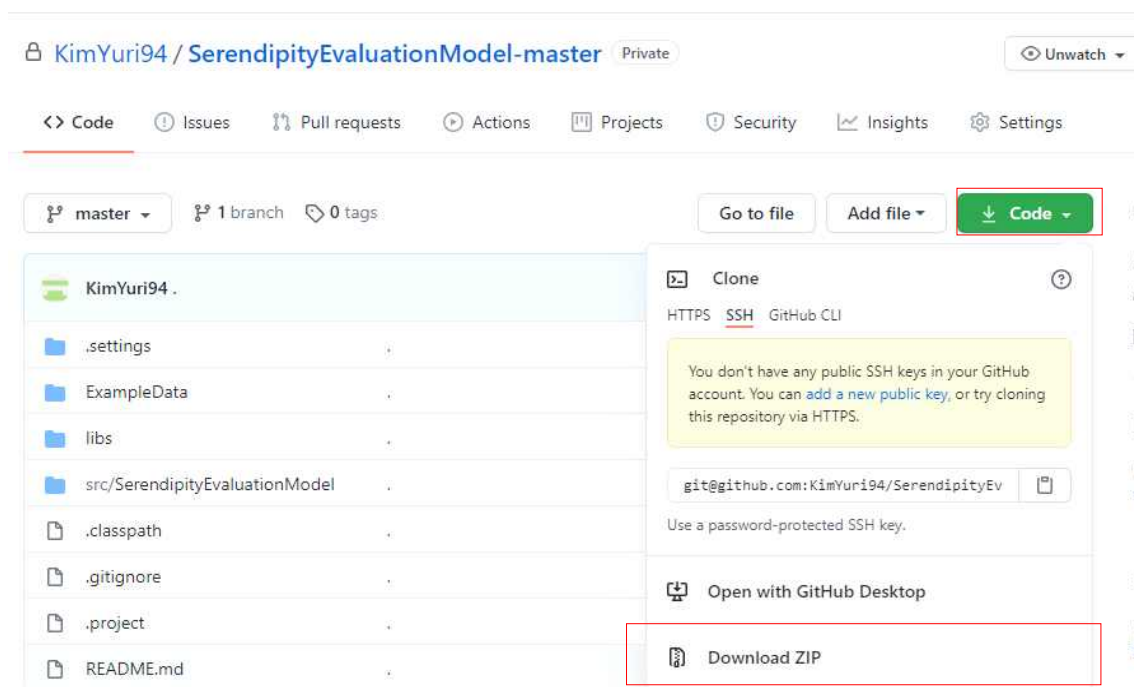 KimYuri94 / SerendipityEvaluationModel-master Private
Unwatch
Code Issues Pull requests Actions Projects Security Insights Settings
master 1 branch 0 tags Go to file Add file Code
KimYuri94 .
.settings .
ExampleData .
libs .
src/SerendipityEvaluationModel .
.classpath .
.gitignore .
.project .
README.md .
Clone
HTTPS SSH GitHub CLI
You don't have any public SSH keys in your GitHub
account. You can add a new public key, or try cloning
this repository via HTTPS.
git@github.com:KimYuri94/SerendipityEv
Use a password-protected SSH key.
Open with GitHub Desktop
Download ZIP